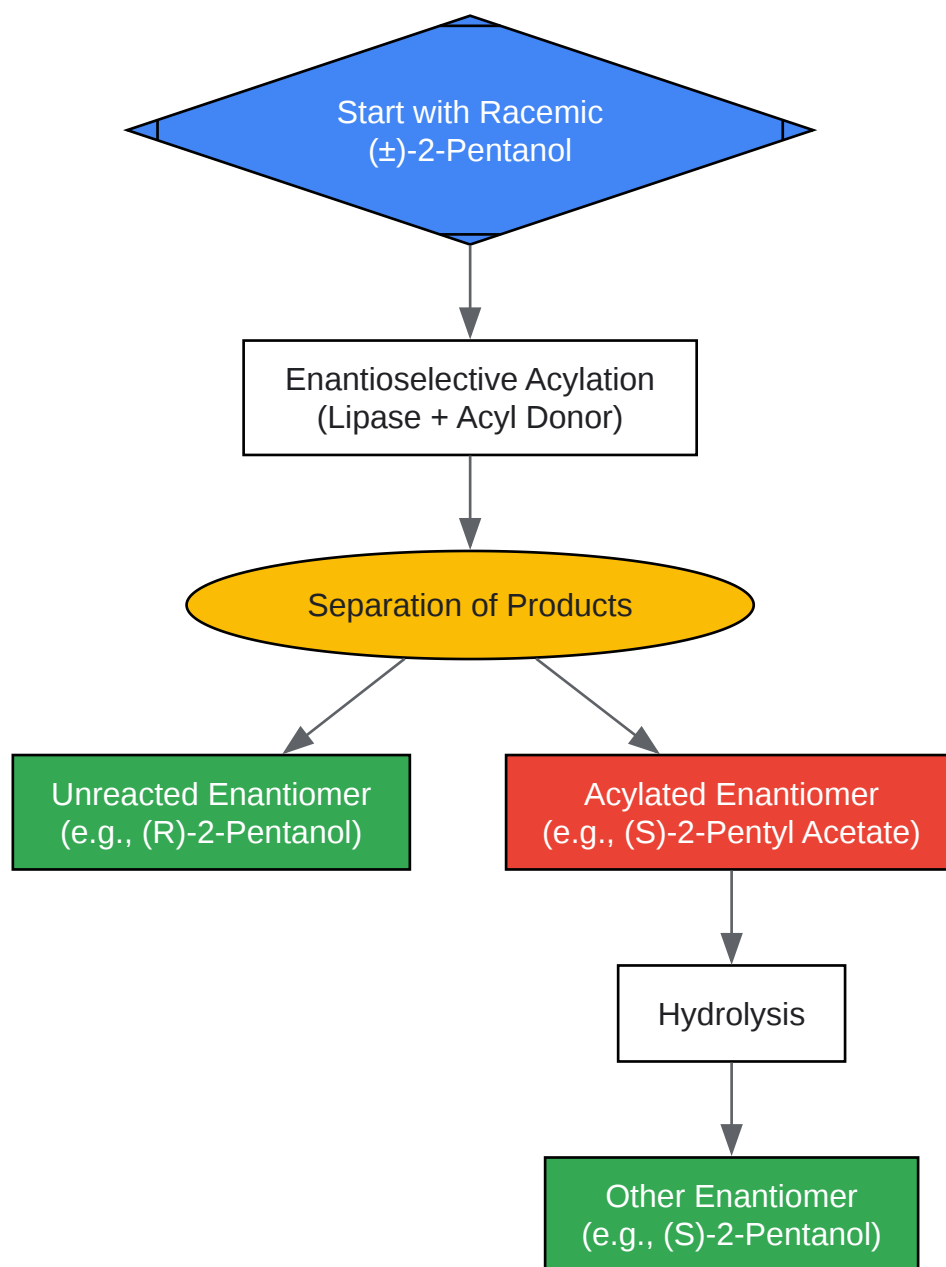 Start with Racemic
(±)-2-Pentanol
Enantioselective Acylation
(Lipase + Acyl Donor)
Separation of Products
Unreacted Enantiomer
(e.g., (R)-2-Pentanol)
Acylated Enantiomer
(e.g., (S)-2-Pentyl Acetate)
Hydrolysis
Other Enantiomer
(e.g., (S)-2-Pentanol)